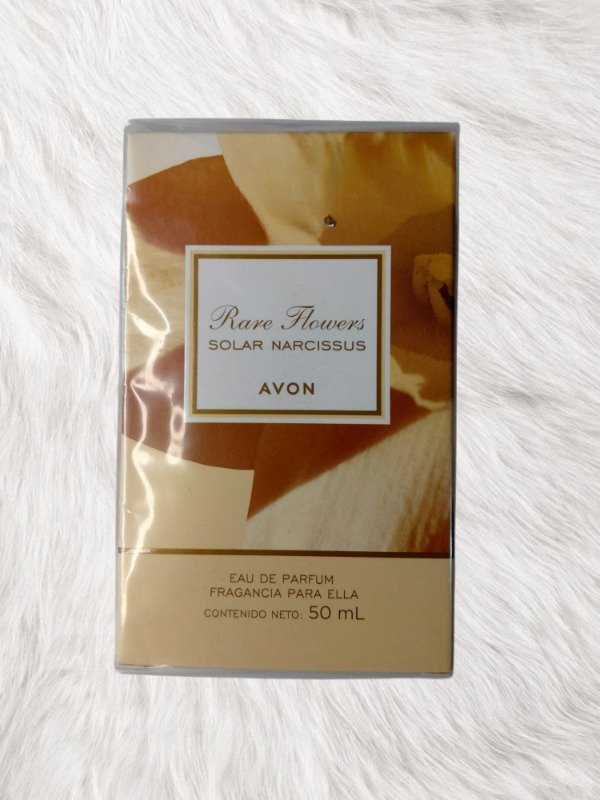 Rare Flowers
SOLAR NARCISSUS
AVON
EAU DE PARFUM
FRAGANCIA PARA ELLA
CONTENIDO NETO: 50 mL